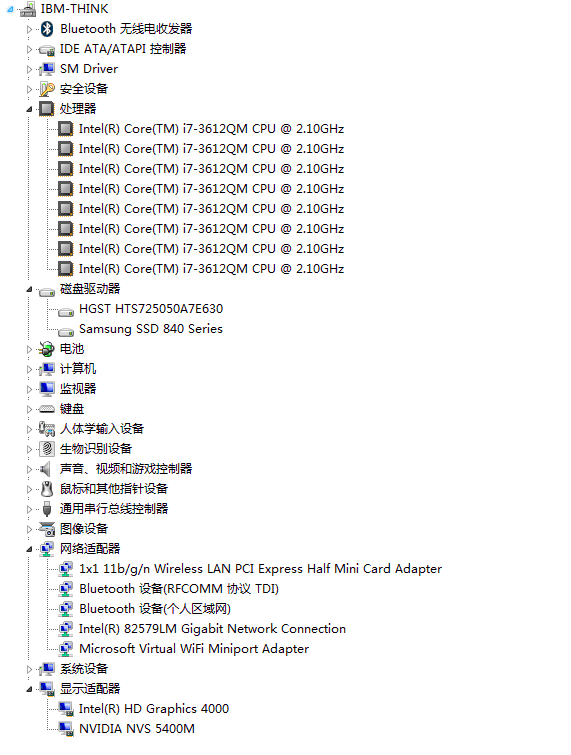 IBM-THINK
Bluetooth 无线电收发器
IDE ATA/ATAPI 控制器
SM Driver
安全设备
处理器
Intel(R) Core(TM) i7-3612QM CPU @ 2.10GHz
Intel(R) Core(TM) i7-3612QM CPU @ 2.10GHz
Intel(R) Core(TM) i7-3612QM CPU @ 2.10GHz
Intel(R) Core(TM) i7-3612QM CPU @ 2.10GHz
Intel(R) Core(TM) i7-3612QM CPU @ 2.10GHz
Intel(R) Core(TM) i7-3612QM CPU @ 2.10GHz
Intel(R) Core(TM) i7-3612QM CPU @ 2.10GHz
Intel(R) Core(TM) i7-3612QM CPU @ 2.10GHz
磁盘驱动器
HGST HTS725050A7E630
Samsung SSD 840 Series
电池
计算机
监视器
键盘
人体学输入设备
生物识别设备
声音、视频和游戏控制器
鼠标和其他指针设备
通用串行总线控制器
图像设备
网络适配器
1x1 11b/g/n Wireless LAN PCI Express Half Mini Card Adapter
Bluetooth 设备(RFCOMM 协议 TDI)
Bluetooth 设备(个人区域网)
Intel(R) 82579LM Gigabit Network Connection
Microsoft Virtual WiFi Miniport Adapter
系统设备
显示适配器
Intel(R) HD Graphics 4000
NVIDIA NVS 5400M